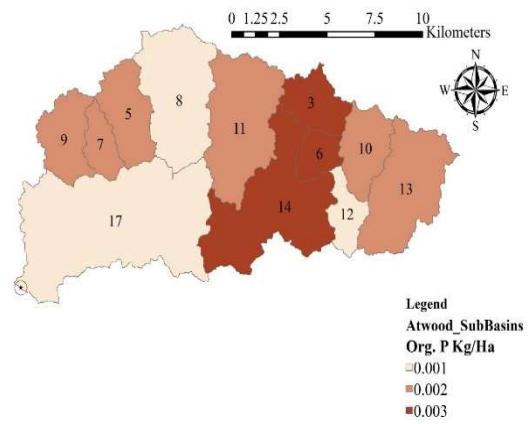 0 1.25 2.5 5 7.5 10
Kilometers
N
W E
S
8
3
5
9
7
11
6
10
13
12
14
17
Legend
Atwood_SubBasins
Org. P Kg/Ha
0.001
0.002
0.003